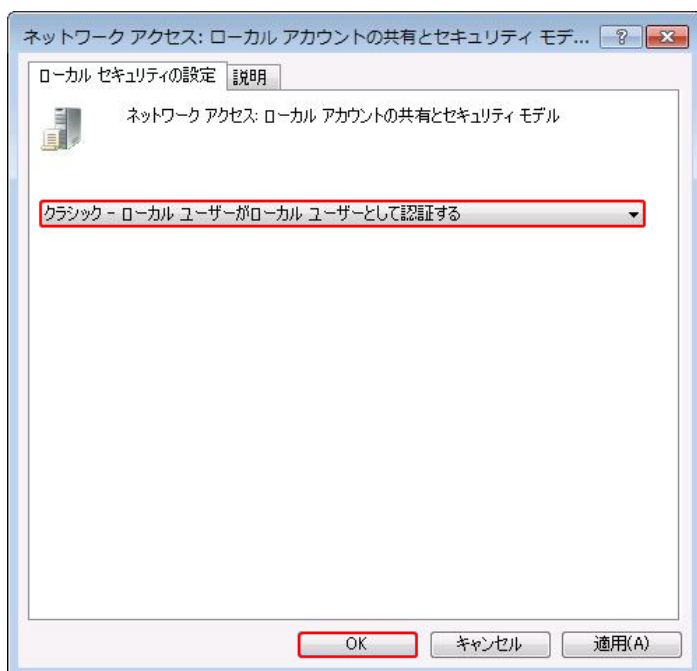 ネットワーク アクセス: ローカル アカウントの共有とセキュリティ モデ...
ローカル セキュリティの設定 説明
ネットワーク アクセス: ローカル アカウントの共有とセキュリティ モデル
クラシック - ローカル ユーザーがローカル ユーザーとして認証する
OK キャンセル 適用(A)